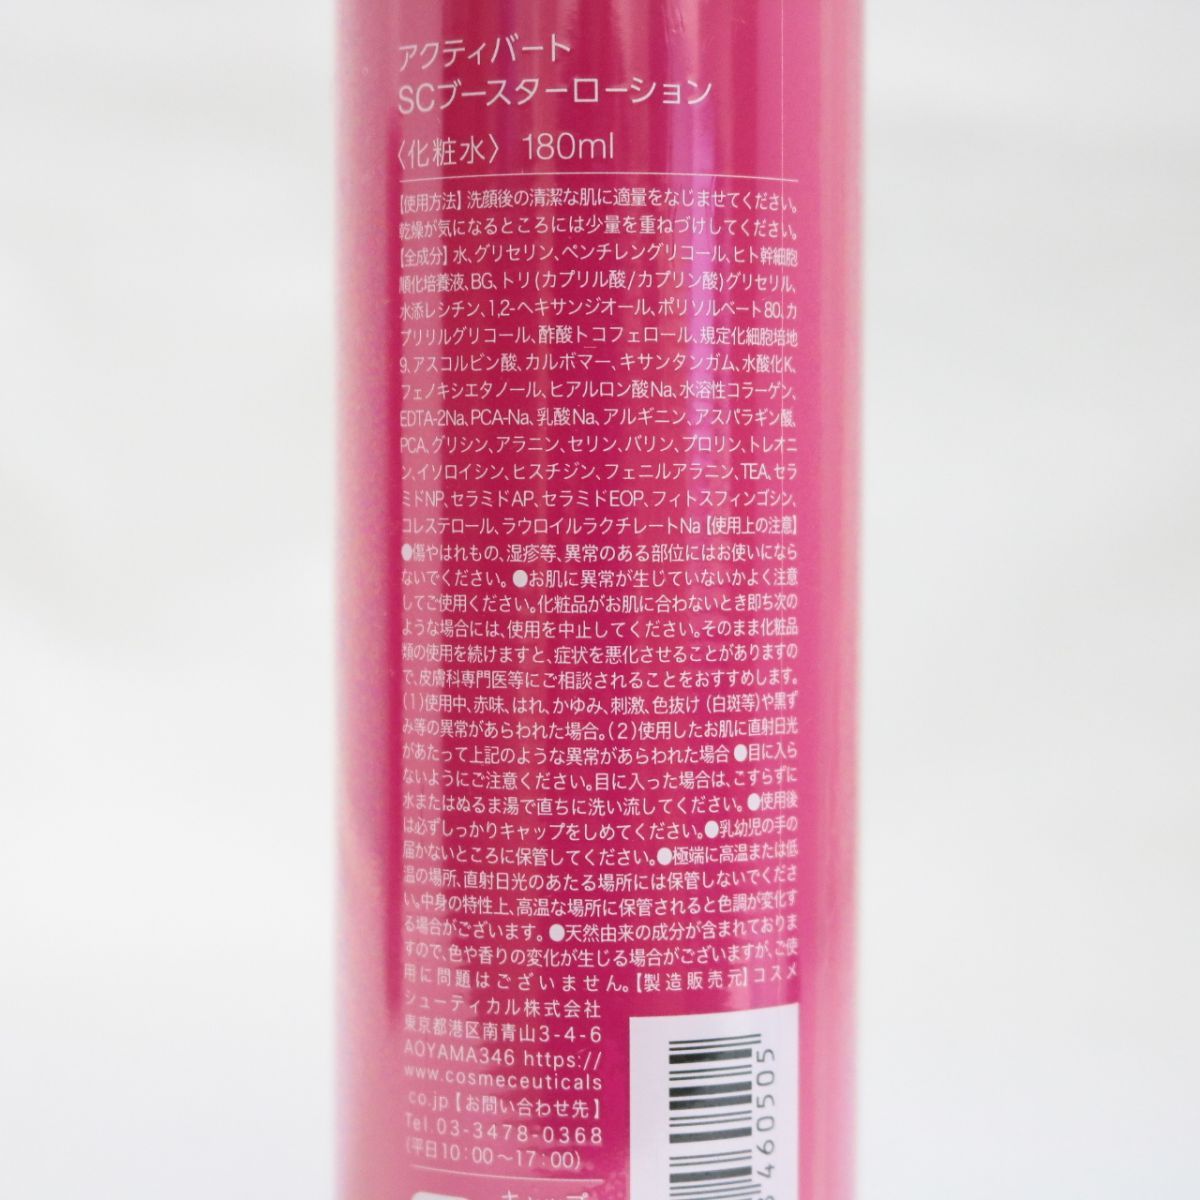 アクティバート
SCブースターローション
〈化粧水〉 180ml
【使用方法】洗顔後の清潔な肌に適量をなじませてください。
乾燥が気になるところには少量を重ねづけしてください。
【全成分】水、グリセリン、ペンチレングリコール、ヒト幹細胞
順化培養液、BG、トリ(カプリル酸/カプリン酸)グリセリル、
水添レシチン、1,2-ヘキサンジオール、ポリソルベート80、カ
プリリルグリコール、酢酸トコフェロール、規定化細胞培地
9、アスコルビン酸、カルボマー、キサンタンガム、水酸化K、
フェノキシエタノール、ヒアルロン酸Na、水溶性コラーゲン、
EDTA-2Na、PCA-Na、乳酸Na、アルギニン、アスパラギン酸、
PCA、グリシン、アラニン、セリン、バリン、プロリン、トレオニ
ン、イソロイシン、ヒスチジン、フェニルアラニン、TEA、セラ
ミドNP、セラミドAP、セラミドEOP、フィトスフィンゴシン、
コレステロール、ラウロイルラクチレートNa【使用上の注意】
●傷やはれもの、湿疹等、異常のある部位にはお使いになら
ないでください。●お肌に異常が生じていないかよく注意
してご使用ください。化粧品がお肌に合わないとき即ち次の
ような場合には、使用を中止してください。そのまま化粧品
類の使用を続けますと、症状を悪化させることがありますの
で、皮膚科専門医等にご相談されることをおすすめします。
(1)使用中、赤味、はれ、かゆみ、刺激、色抜け（白斑等）や黒ず
み等の異常があらわれた場合。(2)使用したお肌に直射日光
があたって上記のような異常があらわれた場合●目に入ら
ないようにご注意ください。目に入った場合は、こすらずに
水またはぬるま湯で直ちに洗い流してください。●使用後
は必ずしっかりキャップをしめてください。●乳幼児の手の
届かないところに保管してください。●極端に高温または低
温の場所、直射日光のあたる場所には保管しないでくださ
い。中身の特性上、高温な場所に保管されると色調が変化す
る場合がございます。●天然由来の成分が含まれておりま
すので、色や香りの変化が生じる場合がございますが、ご使
用に問題はございません。【製造販売元】コスメ
シューティカル株式会社
東京都港区南青山3-4-6
AOYAMA346 https://
www.cosmeceuticals
co.jp【お問い合わせ先】
Tel.03-3478-0368
(平日10:00～17:00)
460505
キャップ